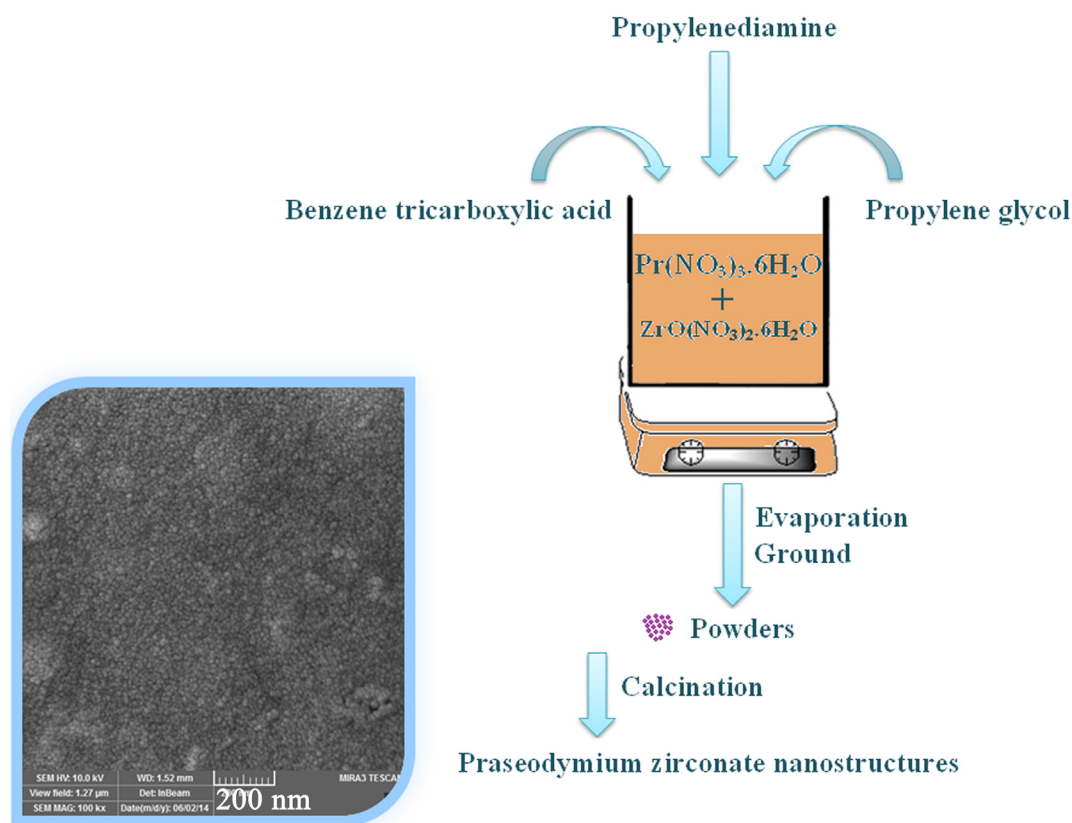 Propylenediamine
Benzene tricarboxylic acid
Propylene glycol
Pr(NO₃)₃.6H₂O
+
ZrO(NO₃)₂.6H₂O
Evaporation
Ground
Powders
Calcination
Praseodymium zirconate nanostructures
SEM HV: 10.0 kV WD: 1.52 mm MIRA3 TESCAN
View field: 1.27 µm Det: InBeam
SEM MAG: 100 kx Date(m/d/y): 06/02/14
200 nm